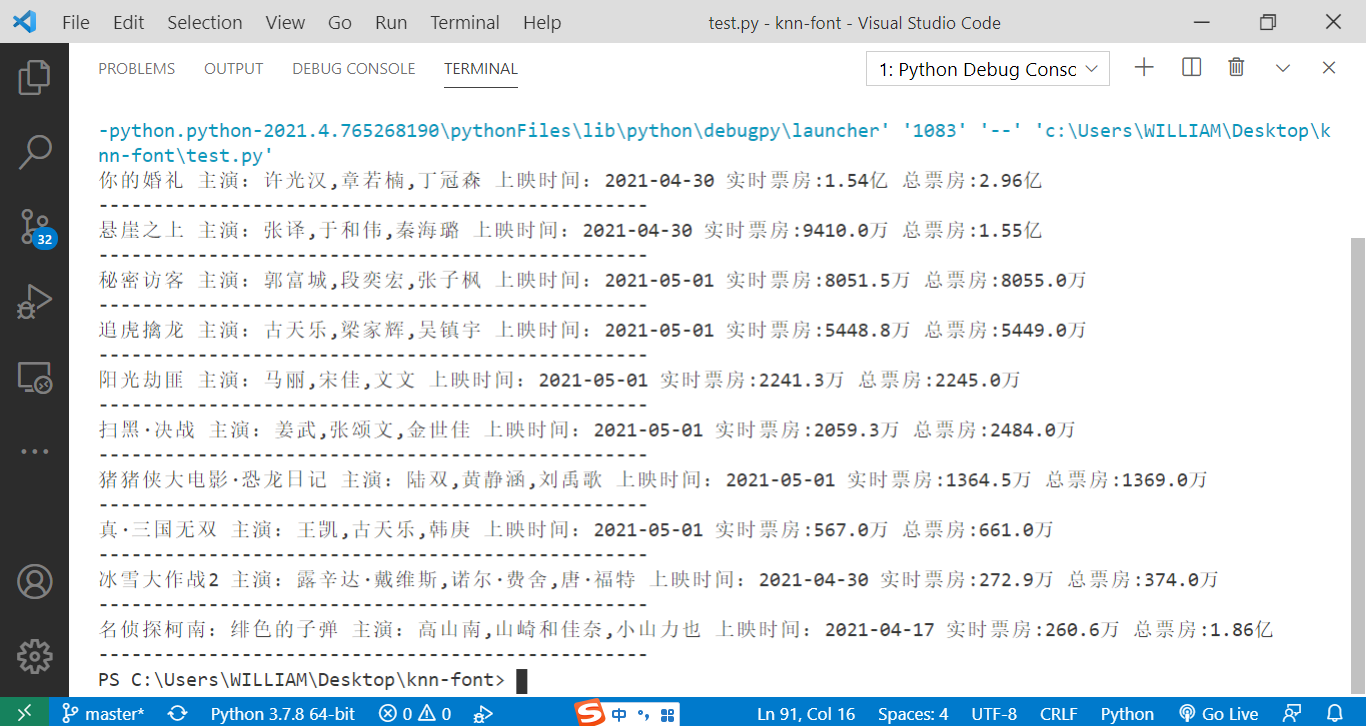 File Edit Selection View Go Run Terminal Help test.py - knn-font - Visual Studio Code
PROBLEMS OUTPUT DEBUG CONSOLE TERMINAL 1: Python Debug Consc
-python.python-2021.4.765268190\pythonFiles\lib\python\debugpy\launcher' '1083' '--' 'c:\Users\WILLIAM\Desktop\k
nn-font\test.py'
你的婚礼 主演: 许光汉,章若楠,丁冠森 上映时间: 2021-04-30 实时票房:1.54亿 总票房:2.96亿
--------------------------------------------------
悬崖之上 主演: 张译,于和伟,秦海璐 上映时间: 2021-04-30 实时票房:9410.0万 总票房:1.55亿
--------------------------------------------------
秘密访客 主演: 郭富城,段奕宏,张子枫 上映时间: 2021-05-01 实时票房:8051.5万 总票房:8055.0万
--------------------------------------------------
追虎擒龙 主演: 古天乐,梁家辉,吴镇宇 上映时间: 2021-05-01 实时票房:5448.8万 总票房:5449.0万
--------------------------------------------------
阳光劫匪 主演: 马丽,宋佳,文文 上映时间: 2021-05-01 实时票房:2241.3万 总票房:2245.0万
--------------------------------------------------
扫黑·决战 主演: 姜武,张颂文,金世佳 上映时间: 2021-05-01 实时票房:2059.3万 总票房:2484.0万
--------------------------------------------------
猪猪侠大电影·恐龙日记 主演: 陆双,黄静涵,刘禹歌 上映时间: 2021-05-01 实时票房:1364.5万 总票房:1369.0万
--------------------------------------------------
真·三国无双 主演: 王凯,古天乐,韩庚 上映时间: 2021-05-01 实时票房:567.0万 总票房:661.0万
--------------------------------------------------
冰雪大作战2 主演: 露辛达·戴维斯,诺尔·费舍,唐·福特 上映时间: 2021-04-30 实时票房:272.9万 总票房:374.0万
--------------------------------------------------
名侦探柯南: 绯色的子弹 主演: 高山南,山崎和佳奈,小山力也 上映时间: 2021-04-17 实时票房:260.6万 总票房:1.86亿
--------------------------------------------------
PS C:\Users\WILLIAM\Desktop\knn-font>
32
master* Python 3.7.8 64-bit 0 0 S 中 Ln 91, Col 16 Spaces: 4 UTF-8 CRLF Python Go Live